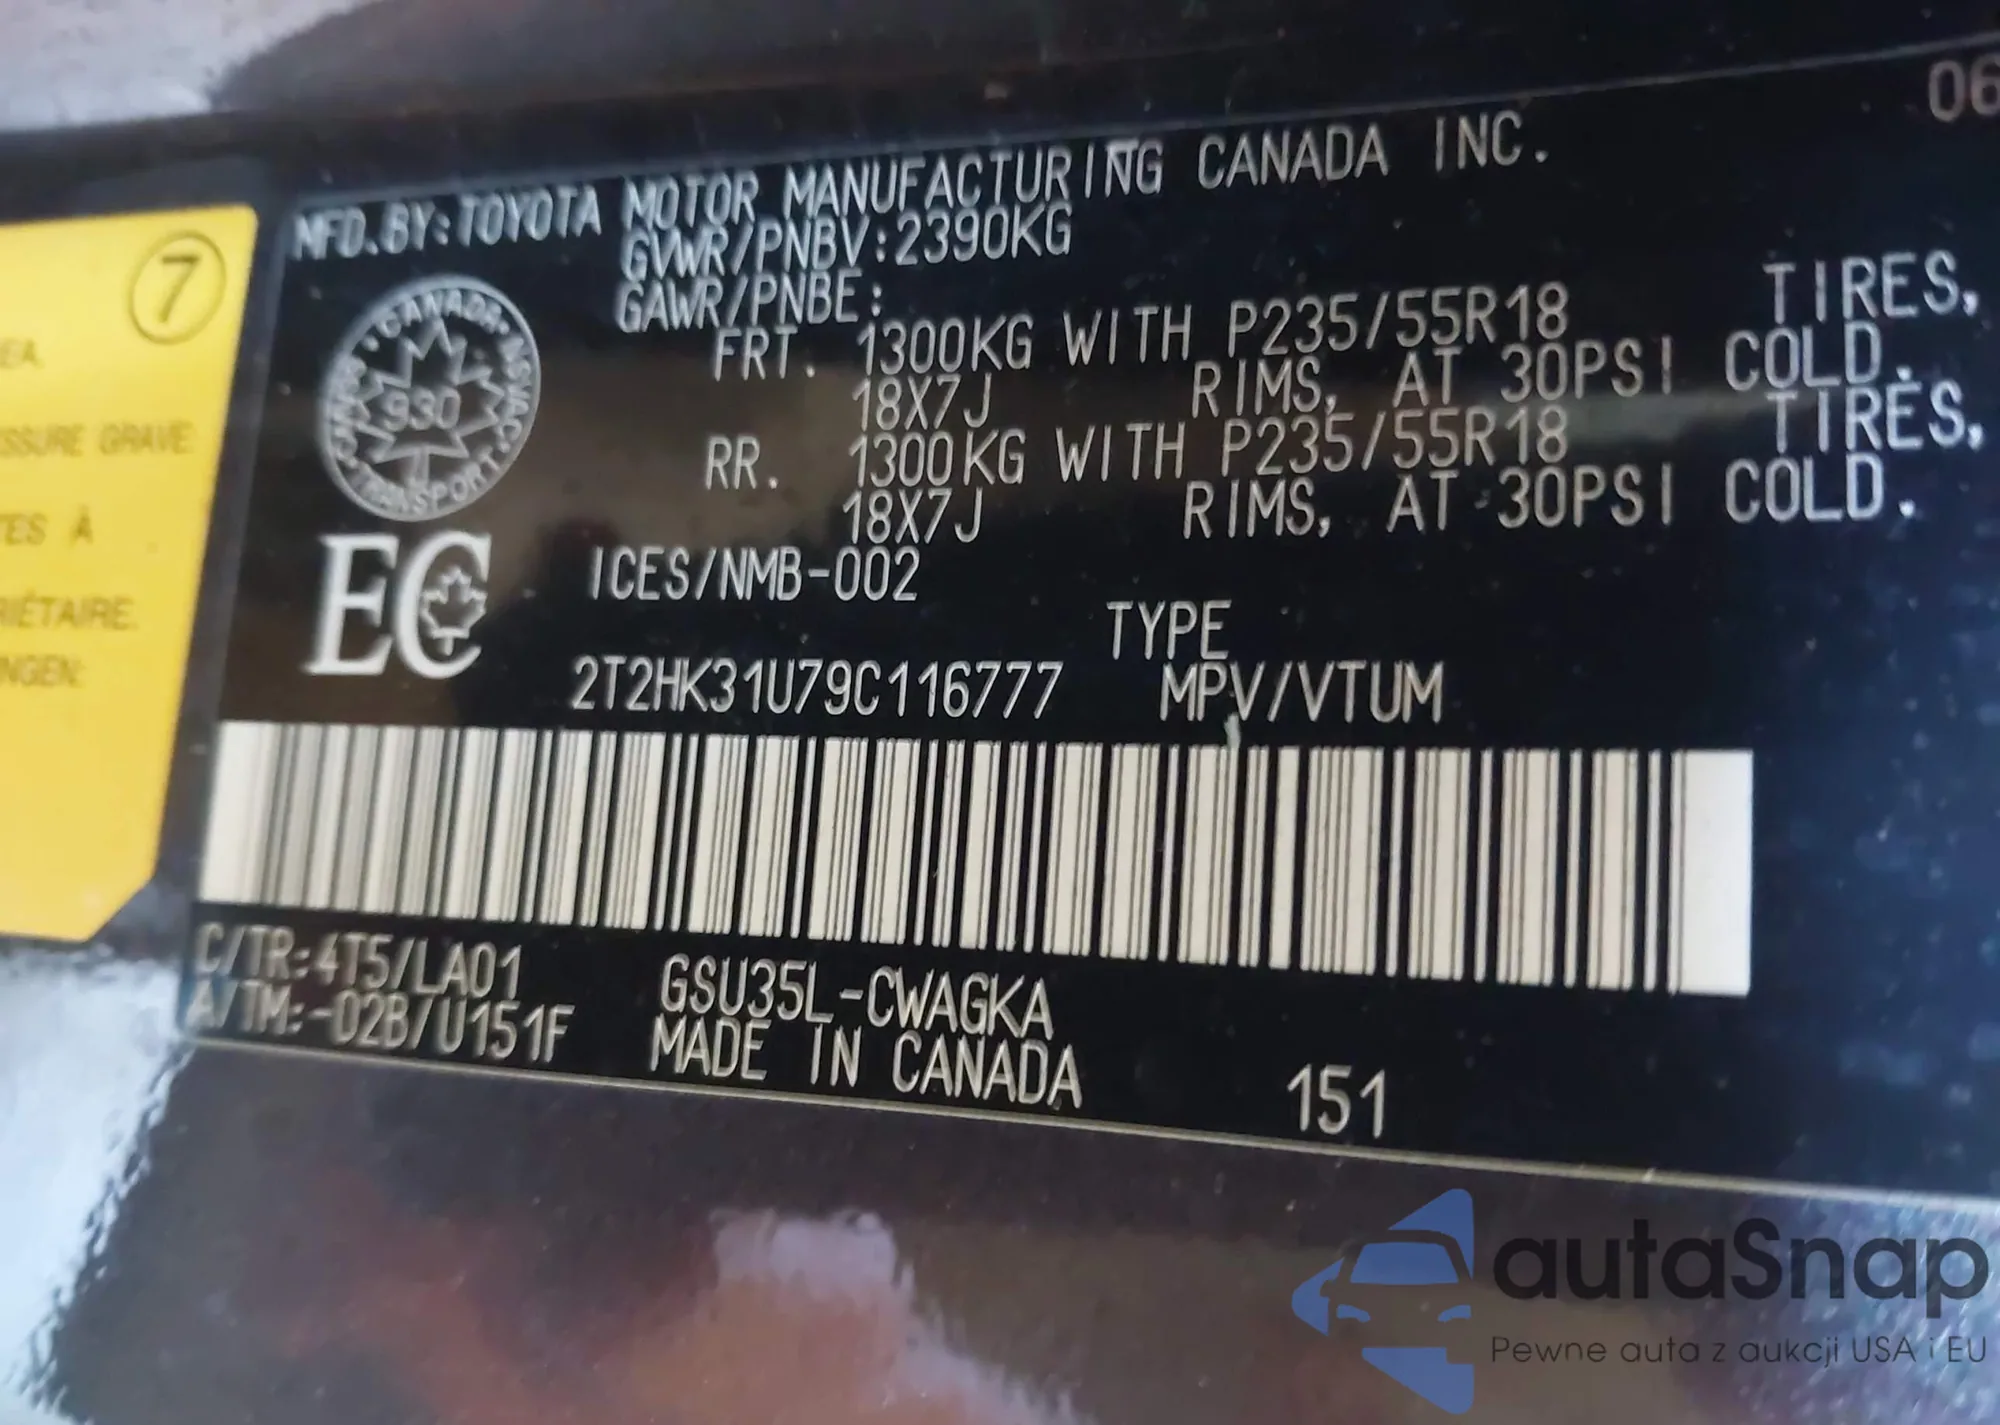 06
MFD.BY:TOYOTA MOTOR MANUFACTURING CANADA INC.
GVWR/PNBV:2390KG
GAWR/PNBE:
FRT. 1300KG WITH P235/55R18 TIRES,
18X7J RIMS, AT 30PSI COLD.
RR. 1300KG WITH P235/55R18 TIRES,
18X7J RIMS, AT 30PSI COLD.
CANADA
930
TRANSPORT
EC
ICES/NMB-002
TYPE
2T2HK31U79C116777 MPV/VTUM
C/TR:4T5/LA01 GSU35L-CWAGKA
A/TM:-02B/U151F MADE IN CANADA
151
7
GRAVE
À
autaSnap
Pewne auta z aukcji USA i EU